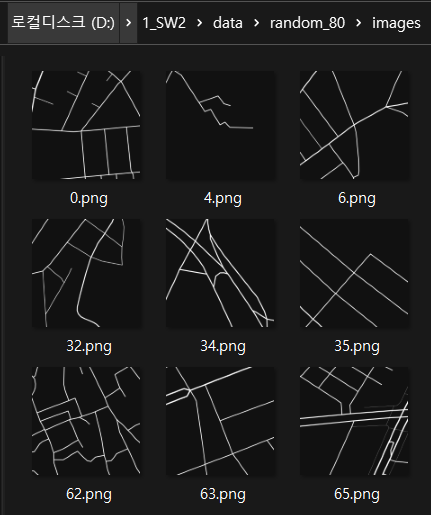 로컬디스크 (D:) > 1_SW2 > data > random_80 > images
0.png 4.png 6.png
32.png 34.png 35.png
62.png 63.png 65.png